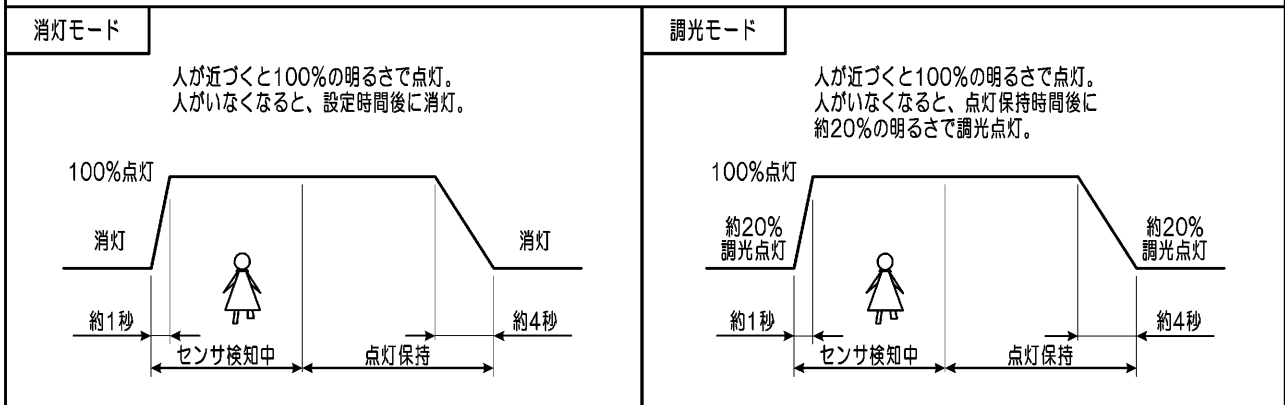 消灯モード
人が近づくと100%の明るさで点灯。
人がいなくなると、設定時間後に消灯。
100%点灯
消灯
消灯
約1秒
約4秒
センサ検知中
点灯保持
調光モード
人が近づくと100%の明るさで点灯。
人がいなくなると、点灯保持時間後に
約20%の明るさで調光点灯。
100%点灯
約20%
調光点灯
約20%
調光点灯
約1秒
約4秒
センサ検知中
点灯保持